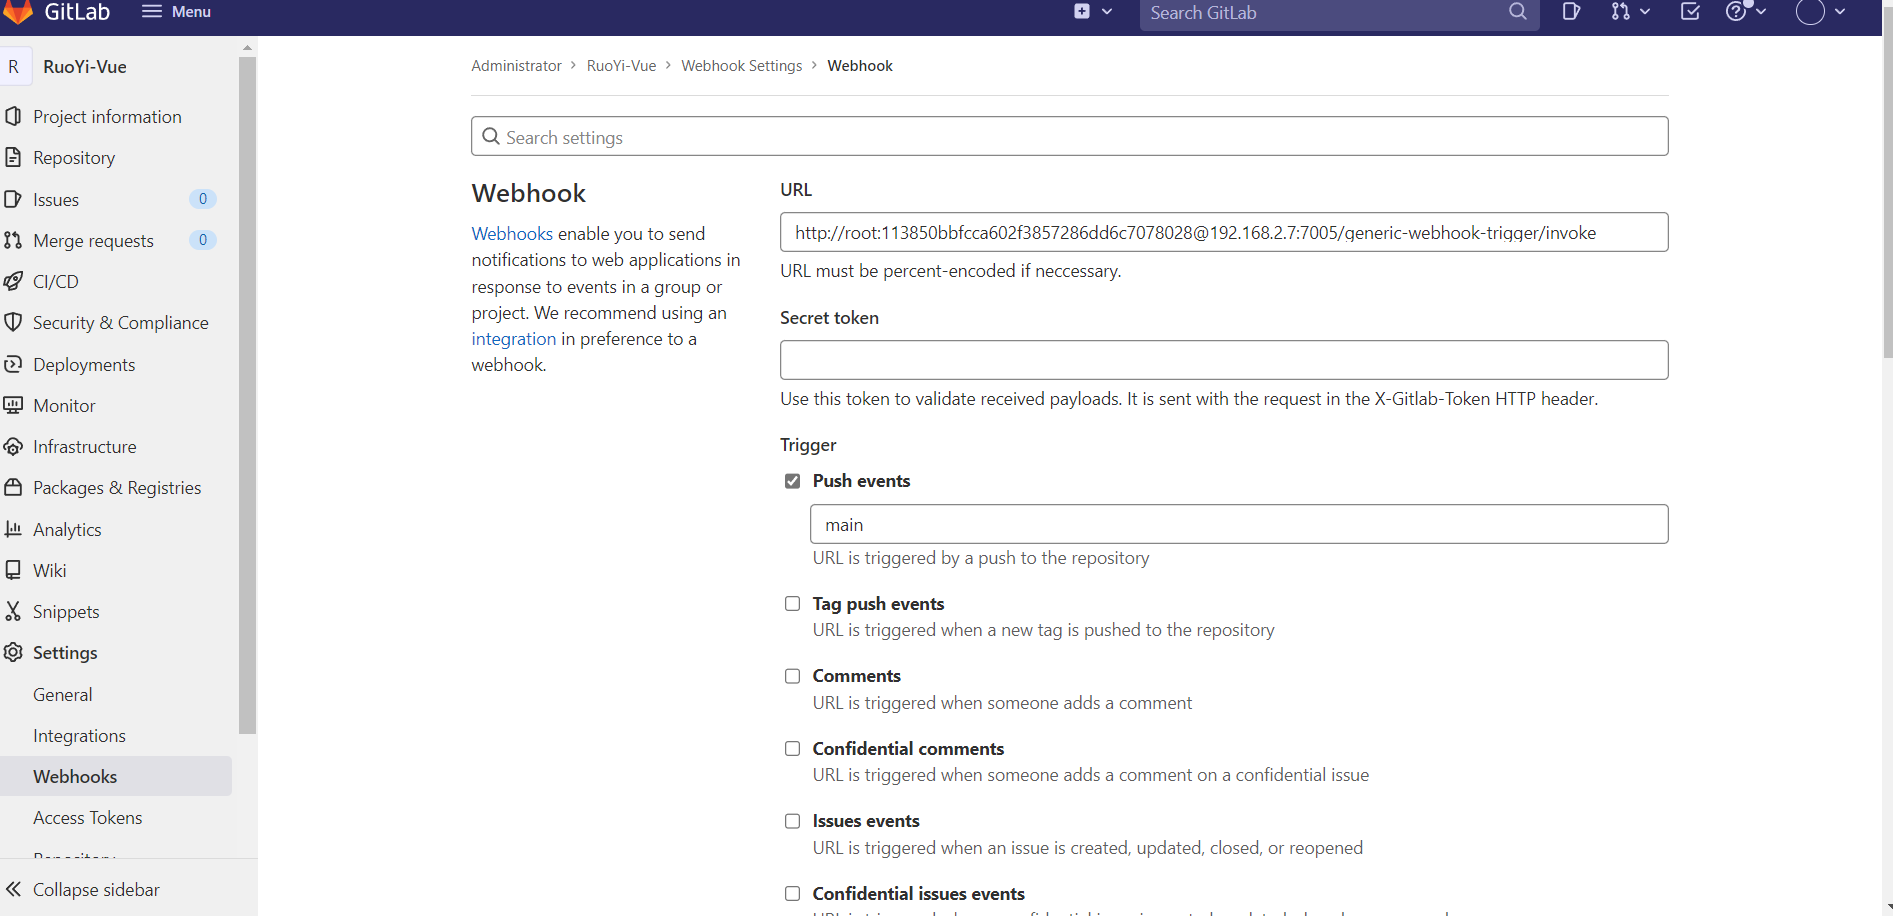 GitLab
Menu
Search GitLab
R
RuoYi-Vue
Project information
Repository
Issues
0
Merge requests
0
CI/CD
Security & Compliance
Deployments
Monitor
Infrastructure
Packages & Registries
Analytics
Wiki
Snippets
Settings
General
Integrations
Webhooks
Access Tokens
Repository
Collapse sidebar
Administrator > RuoYi-Vue > Webhook Settings > Webhook
Search settings
Webhook
Webhooks enable you to send
notifications to web applications in
response to events in a group or
project. We recommend using an
integration in preference to a
webhook.
URL
http://root:113850bbfcca602f3857286dd6c7078028@192.168.2.7:7005/generic-webhook-trigger/invoke
URL must be percent-encoded if neccessary.
Secret token
Use this token to validate received payloads. It is sent with the request in the X-Gitlab-Token HTTP header.
Trigger
Push events
main
URL is triggered by a push to the repository
Tag push events
URL is triggered when a new tag is pushed to the repository
Comments
URL is triggered when someone adds a comment
Confidential comments
URL is triggered when someone adds a comment on a confidential issue
Issues events
URL is triggered when an issue is created, updated, closed, or reopened
Confidential issues events